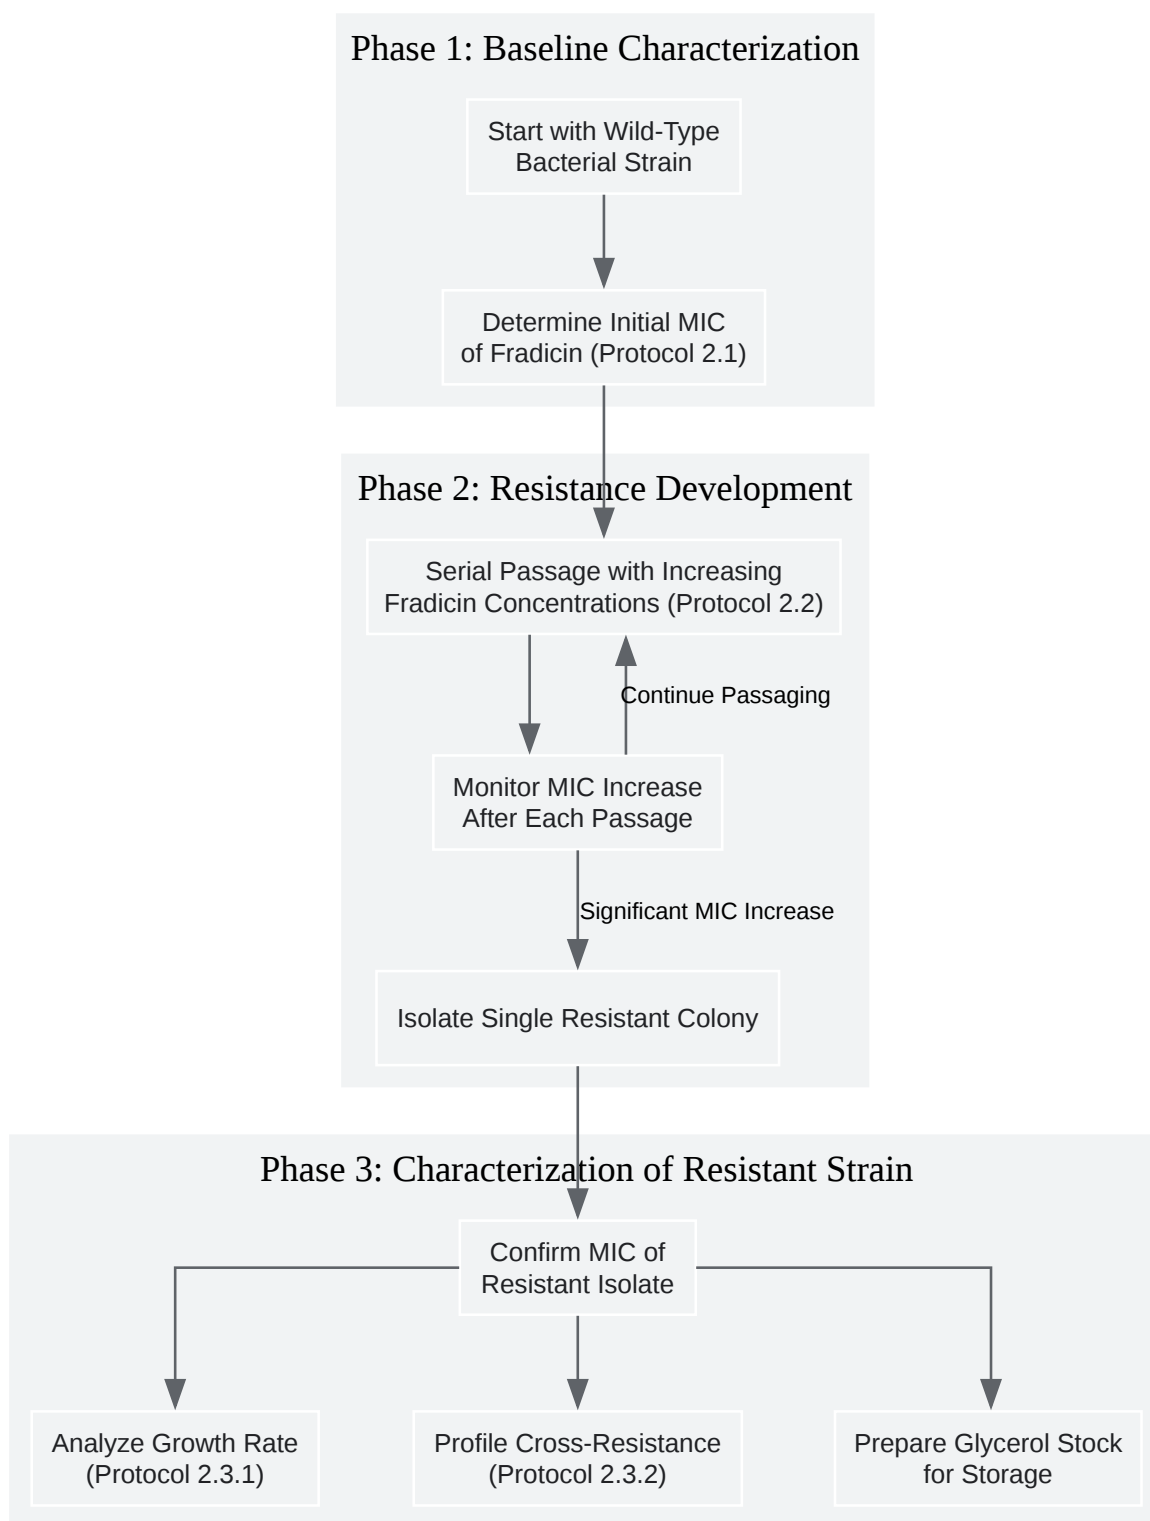 Phase 1: Baseline Characterization
Start with Wild-Type
Bacterial Strain
Determine Initial MIC
of Fradicin (Protocol 2.1)
Phase 2: Resistance Development
Serial Passage with Increasing
Fradicin Concentrations (Protocol 2.2)
Continue Passaging
Monitor MIC Increase
After Each Passage
Significant MIC Increase
Isolate Single Resistant Colony
Phase 3: Characterization of Resistant Strain
Confirm MIC of
Resistant Isolate
Analyze Growth Rate
(Protocol 2.3.1)
Profile Cross-Resistance
(Protocol 2.3.2)
Prepare Glycerol Stock
for Storage